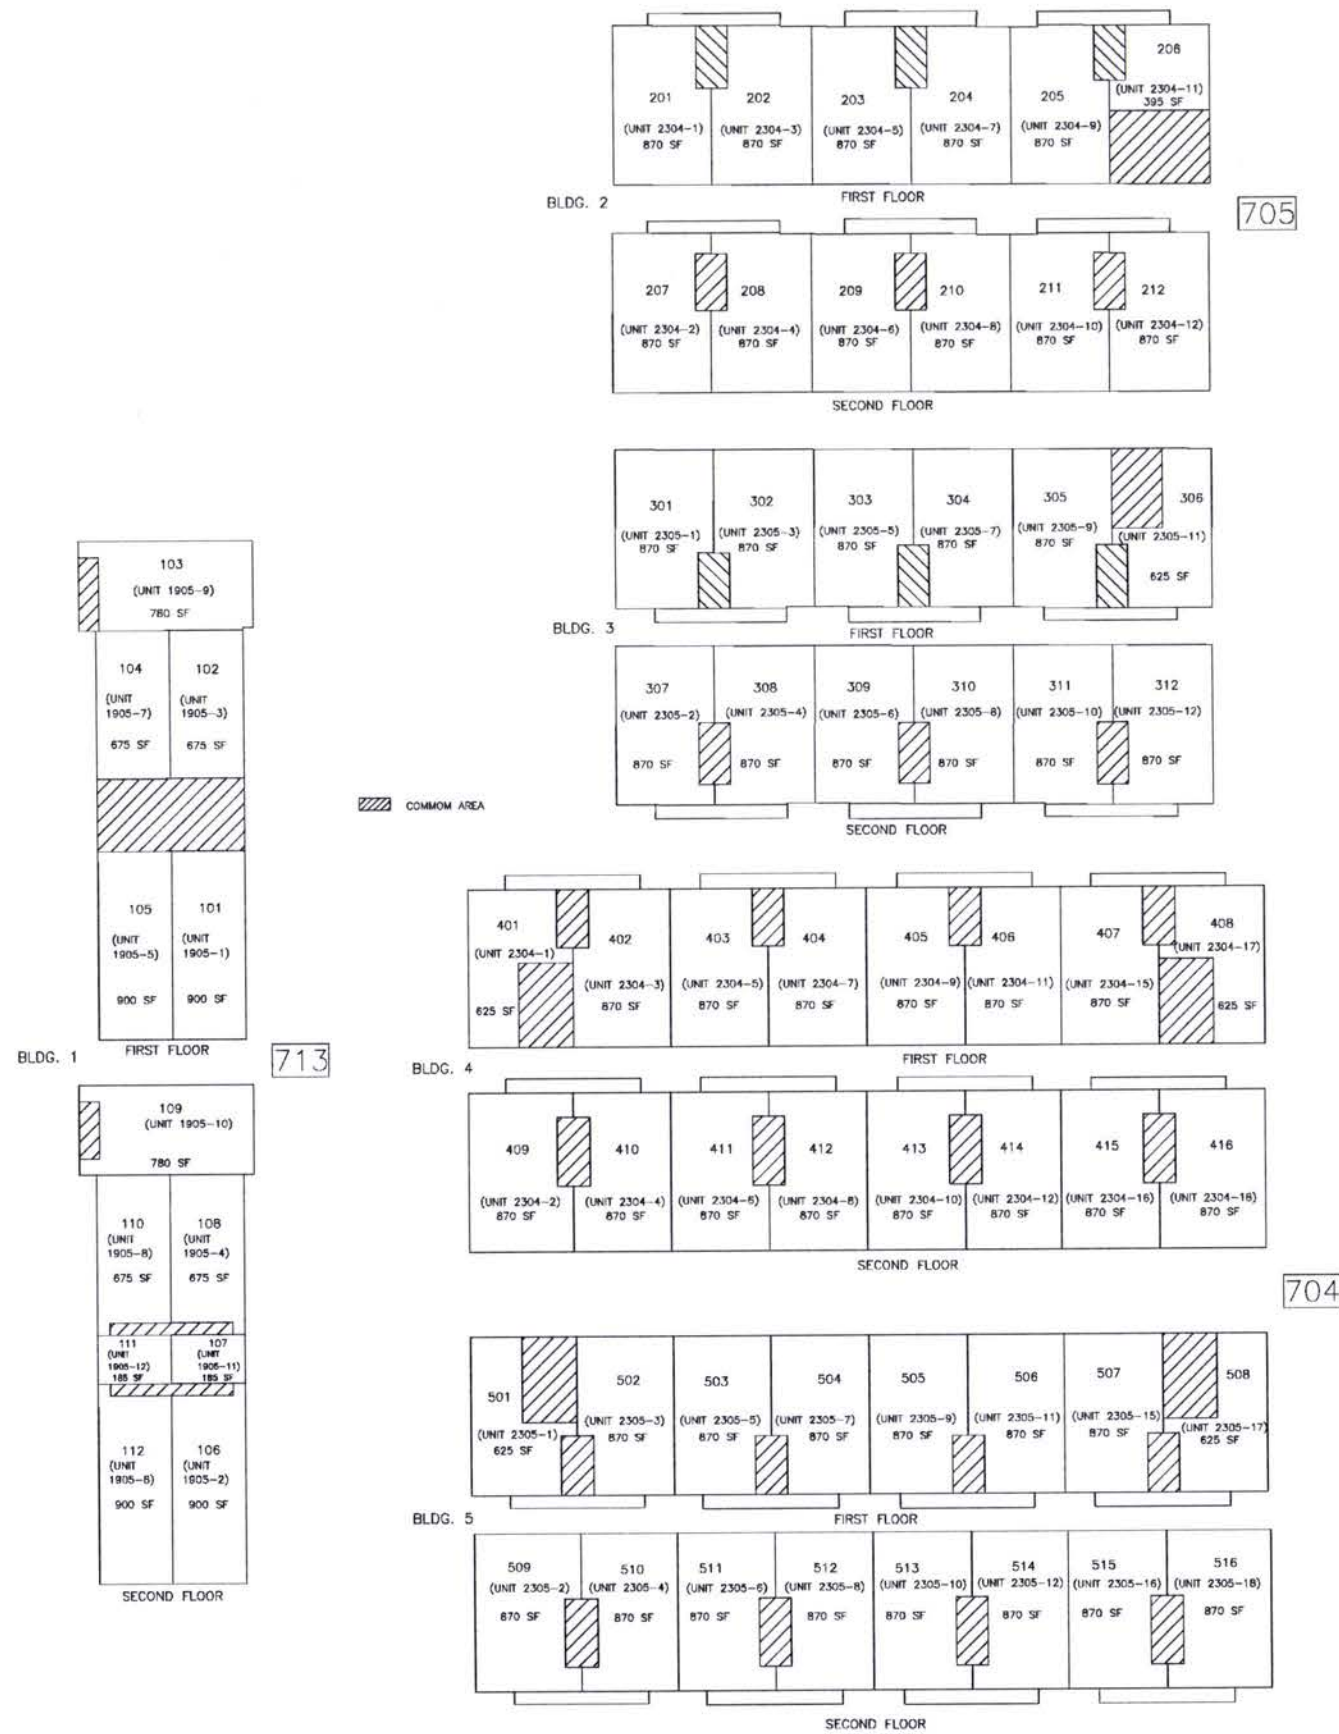 201
202
203
204
205
206
(UNIT 2304-11)
395 SF
(UNIT 2304-1)
870 SF
(UNIT 2304-3)
870 SF
(UNIT 2304-5)
870 SF
(UNIT 2304-7)
870 SF
(UNIT 2304-9)
870 SF
FIRST FLOOR
BLDG. 2
705
207
208
209
210
211
212
(UNIT 2304-2)
870 SF
(UNIT 2304-4)
870 SF
(UNIT 2304-6)
870 SF
(UNIT 2304-8)
870 SF
(UNIT 2304-10)
870 SF
(UNIT 2304-12)
870 SF
SECOND FLOOR
301
302
303
304
305
306
(UNIT 2305-1)
870 SF
(UNIT 2305-3)
870 SF
(UNIT 2305-5)
870 SF
(UNIT 2305-7)
870 SF
(UNIT 2305-9)
870 SF
(UNIT 2305-11)
625 SF
BLDG. 3
FIRST FLOOR
307
308
309
310
311
312
(UNIT 2305-2)
870 SF
(UNIT 2305-4)
870 SF
(UNIT 2305-6)
870 SF
(UNIT 2305-8)
870 SF
(UNIT 2305-10)
870 SF
(UNIT 2305-12)
870 SF
SECOND FLOOR
103
(UNIT 1905-9)
780 SF
104
(UNIT
1905-7)
675 SF
102
(UNIT
1905-3)
675 SF
COMMOM AREA
105
(UNIT
1905-5)
900 SF
101
(UNIT
1905-1)
900 SF
BLDG. 1
FIRST FLOOR
713
109
(UNIT 1905-10)
780 SF
110
(UNIT
1905-8)
675 SF
108
(UNIT
1905-4)
675 SF
111
(UNIT
1905-12)
185 SF
107
(UNIT
1905-11)
185 SF
112
(UNIT
1905-6)
900 SF
106
(UNIT
1905-2)
900 SF
SECOND FLOOR
401
(UNIT 2304-1)
625 SF
402
(UNIT 2304-3)
870 SF
403
(UNIT 2304-5)
870 SF
404
(UNIT 2304-7)
870 SF
405
(UNIT 2304-9)
870 SF
406
(UNIT 2304-11)
870 SF
407
(UNIT 2304-15)
870 SF
408
(UNIT 2304-17)
625 SF
BLDG. 4
FIRST FLOOR
409
(UNIT 2304-2)
870 SF
410
(UNIT 2304-4)
870 SF
411
(UNIT 2304-6)
870 SF
412
(UNIT 2304-8)
870 SF
413
(UNIT 2304-10)
870 SF
414
(UNIT 2304-12)
870 SF
415
(UNIT 2304-16)
870 SF
416
(UNIT 2304-18)
870 SF
SECOND FLOOR
704
501
(UNIT 2305-1)
625 SF
502
(UNIT 2305-3)
870 SF
503
(UNIT 2305-5)
870 SF
504
(UNIT 2305-7)
870 SF
505
(UNIT 2305-9)
870 SF
506
(UNIT 2305-11)
870 SF
507
(UNIT 2305-15)
870 SF
508
(UNIT 2305-17)
625 SF
BLDG. 5
FIRST FLOOR
509
(UNIT 2305-2)
870 SF
510
(UNIT 2305-4)
870 SF
511
(UNIT 2305-6)
870 SF
512
(UNIT 2305-8)
870 SF
513
(UNIT 2305-10)
870 SF
514
(UNIT 2305-12)
870 SF
515
(UNIT 2305-16)
870 SF
516
(UNIT 2305-18)
870 SF
SECOND FLOOR